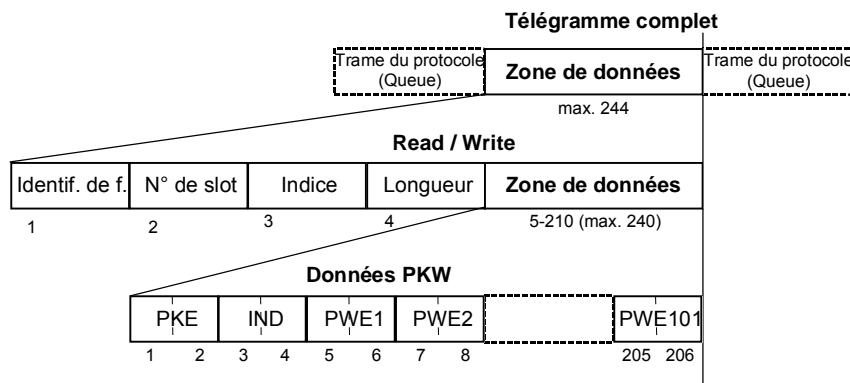 Télégramme complet
Trame du protocole
(Queue)
Zone de données
Trame du protocole
(Queue)
max. 244
Read / Write
Identif. de f.
N° de slot
Indice
Longueur
Zone de données
1
2
3
4
5-210 (max. 240)
Données PKW
PKE
IND
PWE1
PWE2
PWE101
1
2
3
4
5
6
7
8
205
206